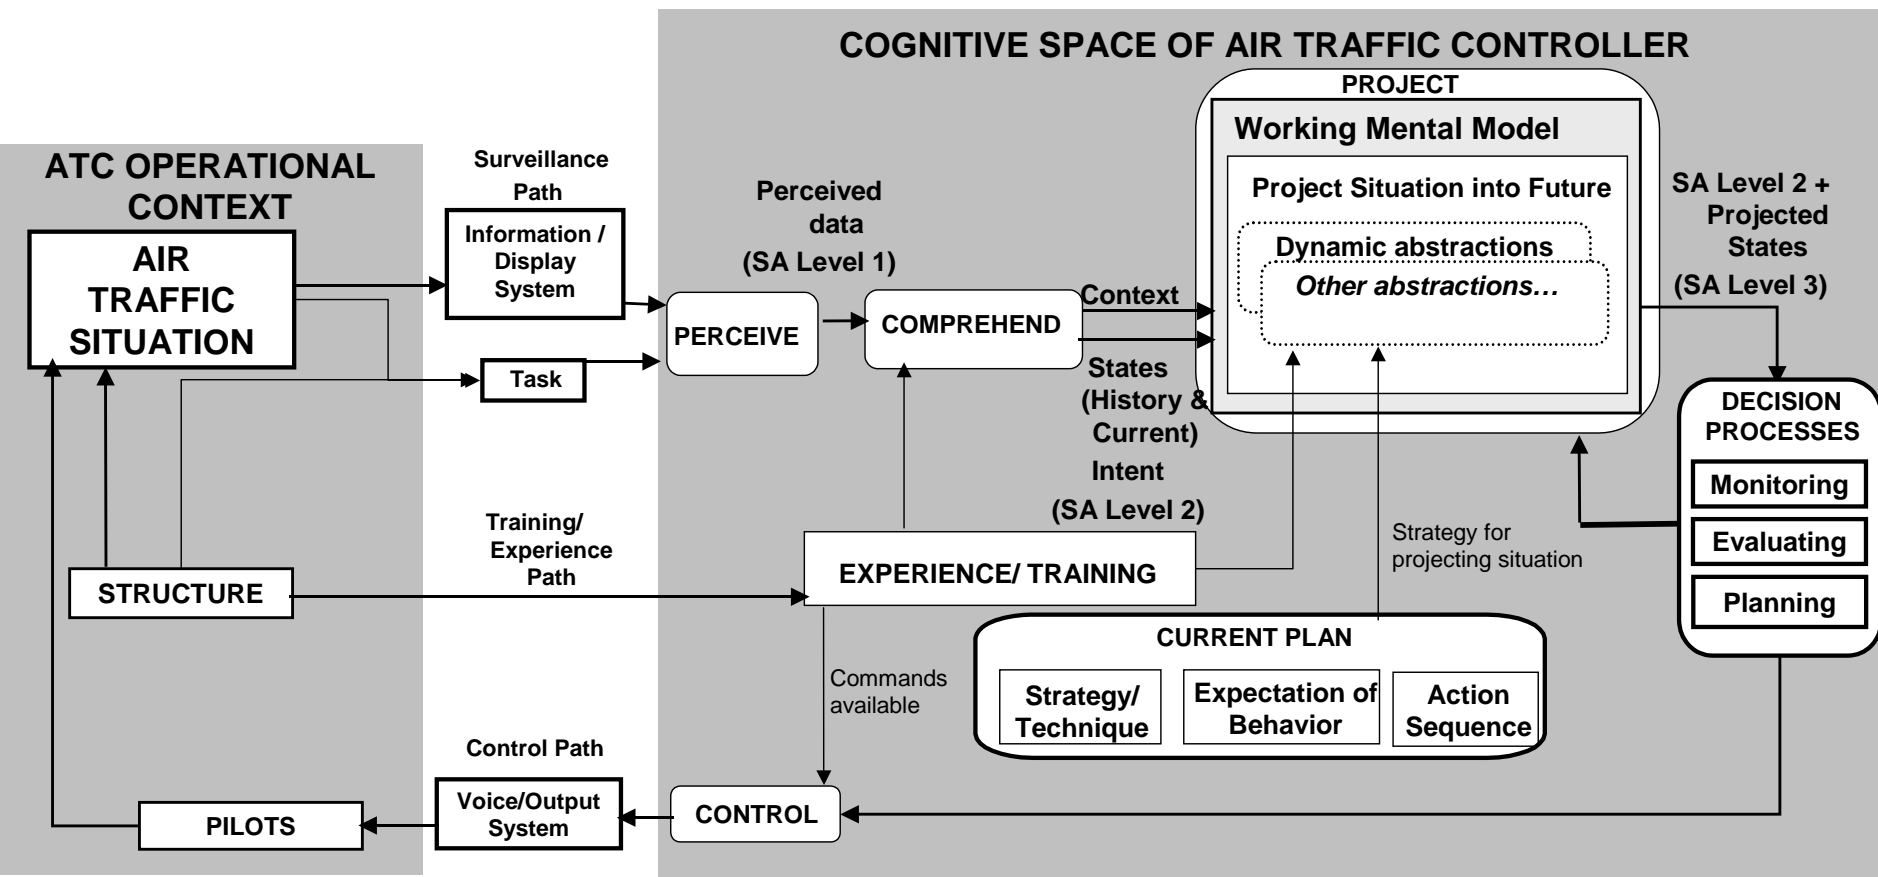 COGNITIVE SPACE OF AIR TRAFFIC CONTROLLER
ATC OPERATIONAL
CONTEXT
AIR
TRAFFIC
SITUATION
Surveillance
Path
Information /
Display
System
Task
Perceived
data
(SA Level 1)
PERCEIVE
COMPREHEND
Context
States
(History &
Current)
Intent
(SA Level 2)
PROJECT
Working Mental Model
Project Situation into Future
Dynamic abstractions
Other abstractions…
SA Level 2 +
Projected
States
(SA Level 3)
DECISION
PROCESSES
Monitoring
Evaluating
Planning
STRUCTURE
Training/
Experience
Path
EXPERIENCE/ TRAINING
Strategy for
projecting situation
CURRENT PLAN
Strategy/
Technique
Expectation of
Behavior
Action
Sequence
Commands
available
Control Path
Voice/Output
System
CONTROL
PILOTS